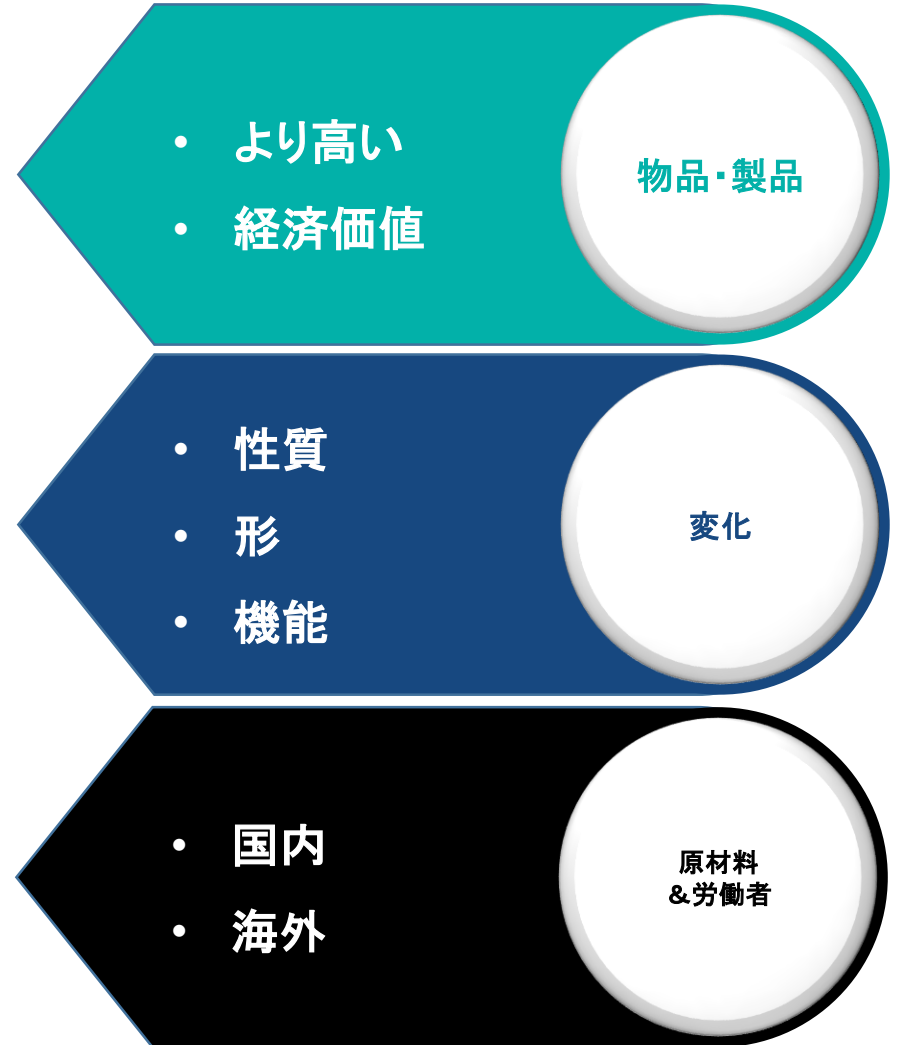 • より高い
• 経済価値
物品・製品
• 性質
• 形
• 機能
変化
• 国内
• 海外
原材料
&労働者